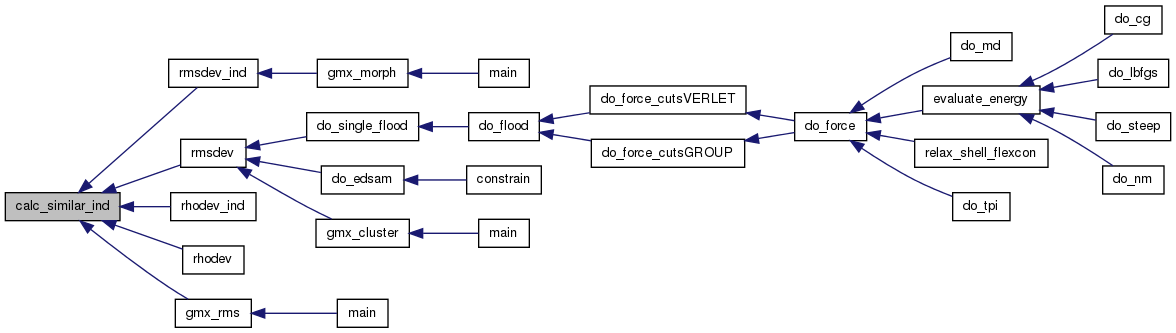 do_cg
do_md
rmsdev_ind
gmx_morph
main
do_lbfgs
do_force_cutsVERLET
evaluate_energy
do_single_flood
do_flood
do_force
do_steep
rmsdev
do_force_cutsGROUP
relax_shell_flexcon
do_edsam
constrain
do_nm
calc_similar_ind
rhodev_ind
do_tpi
gmx_cluster
main
rhodev
gmx_rms
main